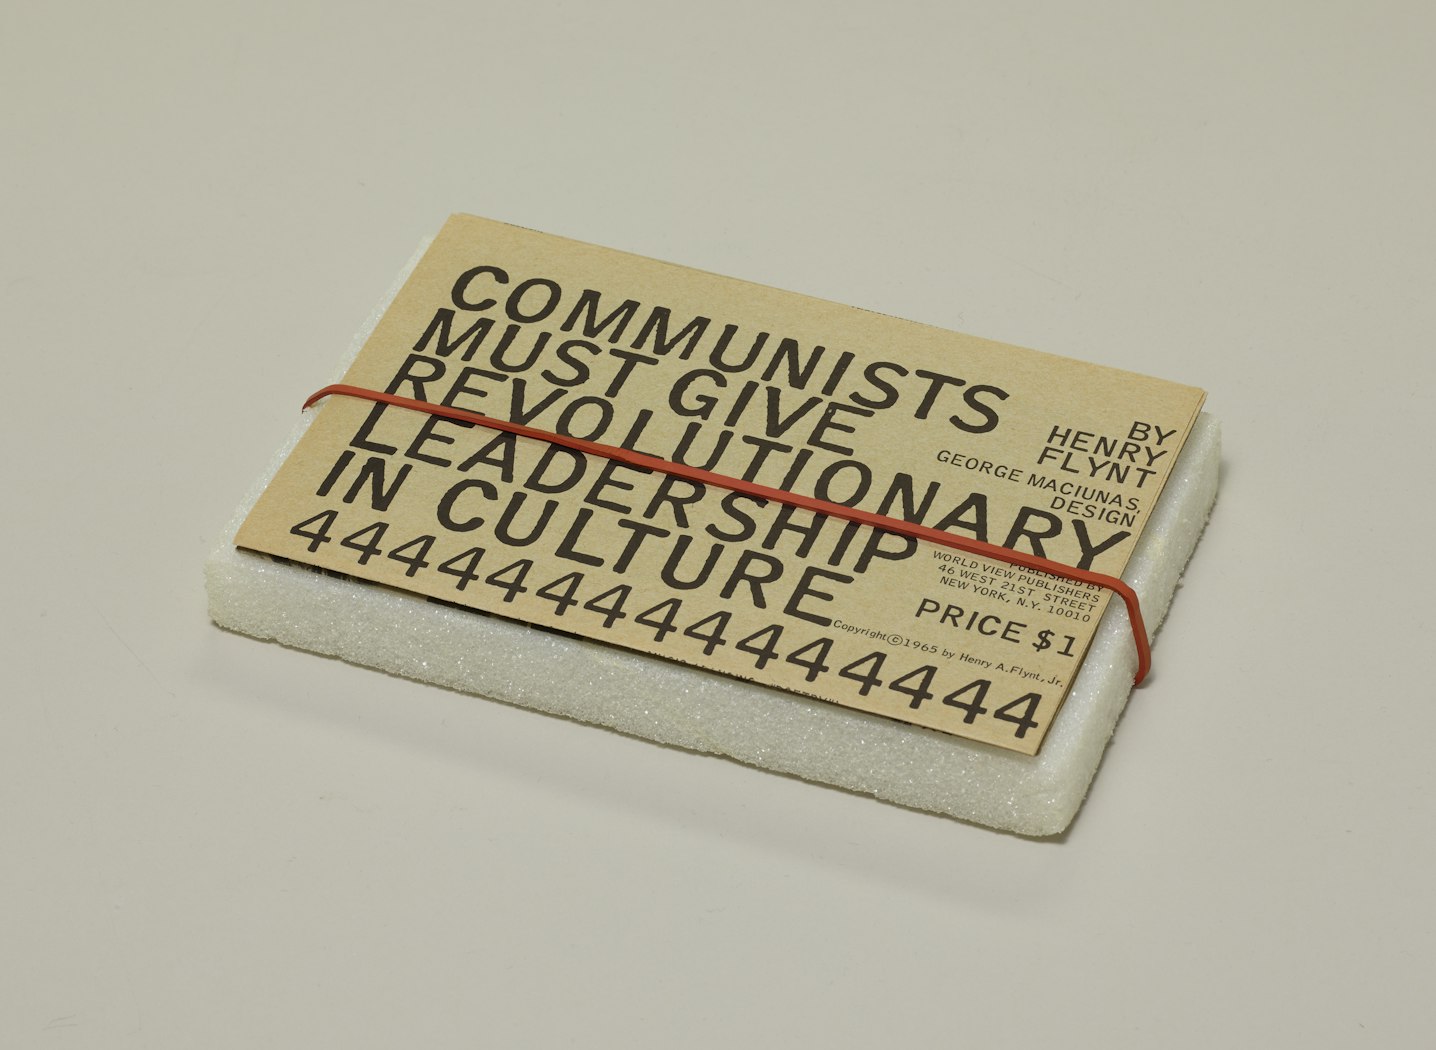 COMMUNISTS
MUST GIVE
REVOLUTIONARY
LEADERSHIP
IN CULTURE
444444444444444
BY
HENRY
FLYNT
GEORGE MACIUNAS,
DESIGN
PUBLISHED BY
WORLD VIEW PUBLISHERS
46 WEST 21ST STREET
NEW YORK, N.Y. 10010
PRICE $1
Copyright©1965 by Henry A.Flynt, Jr.